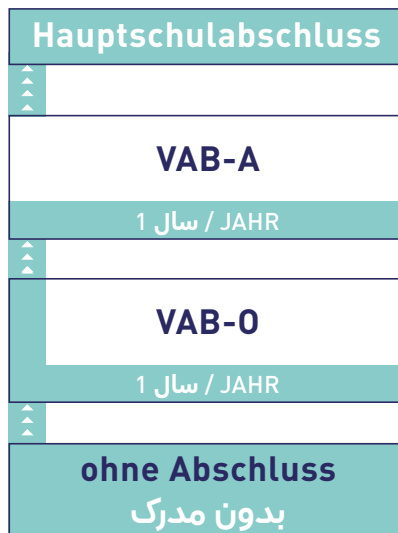 Hauptschulabschluss
VAB-A
1 سال / JAHR
VAB-O
1 سال / JAHR
ohne Abschluss
بدون مدرک